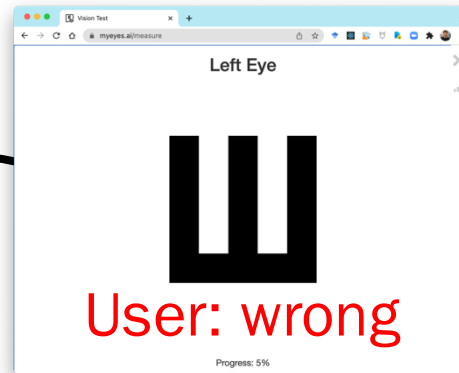 Vision Test
myeyes.ai/measure
Left Eye
User: wrong
Progress: 5%